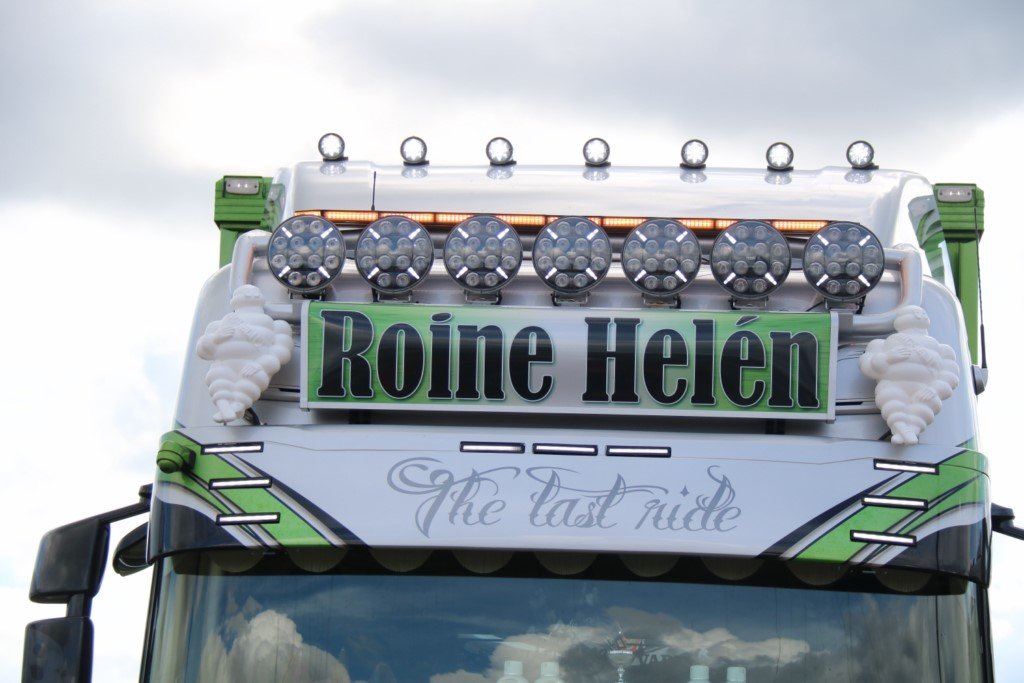 Roine Helén
The last ride